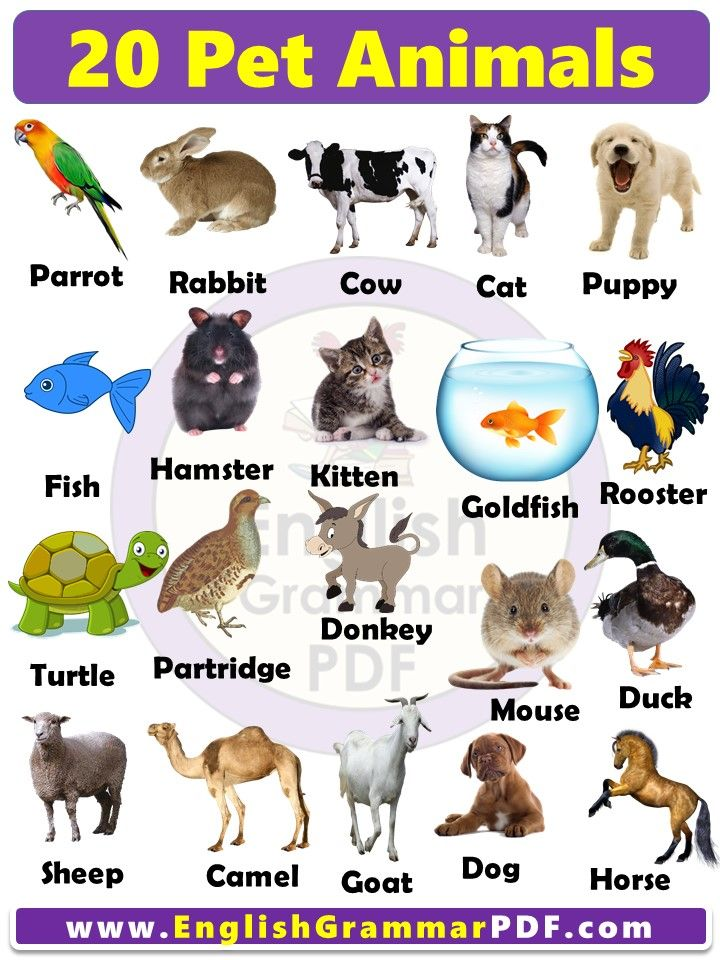 20 Pet Animals
Parrot
Rabbit
Cow
Cat
Puppy
Fish
Hamster
Kitten
Goldfish
Rooster
English
Grammar
PDF
Turtle
Partridge
Donkey
Mouse
Duck
Sheep
Camel
Goat
Dog
Horse
www.EnglishGrammarPDF.com